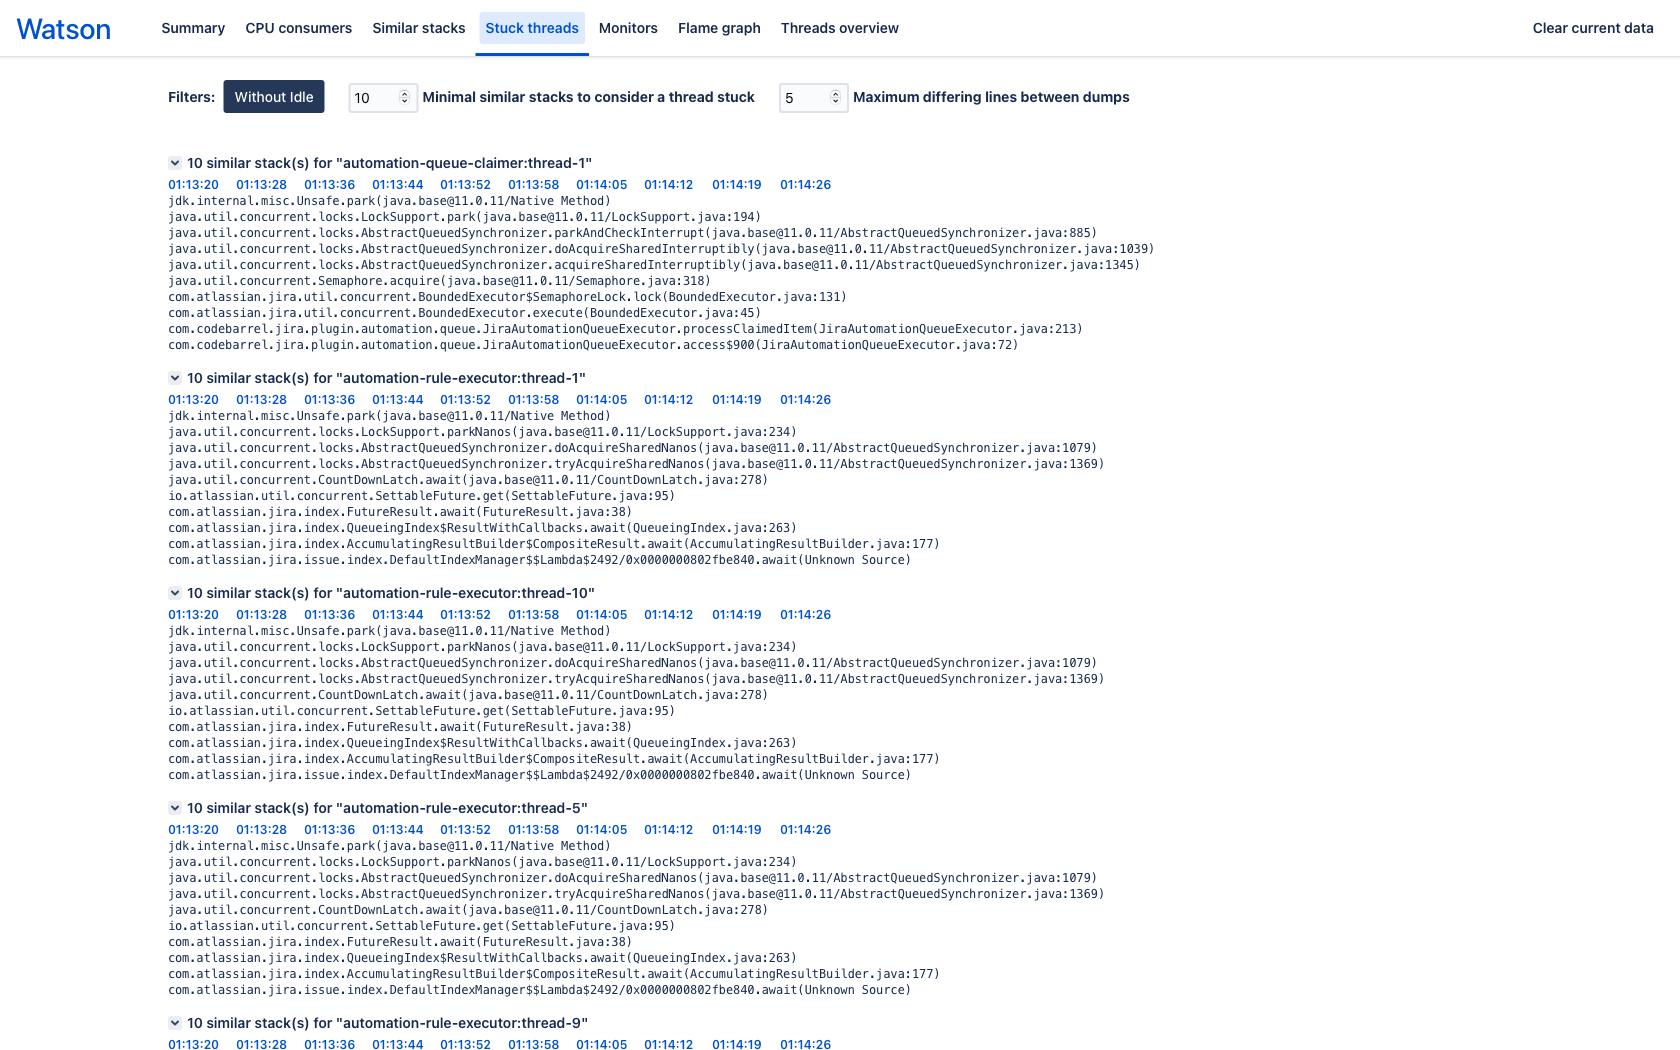 Watson
Summary CPU consumers Similar stacks Stuck threads Monitors Flame graph Threads overview Clear current data
Filters: Without Idle 10 Minimal similar stacks to consider a thread stuck 5 Maximum differing lines between dumps
10 similar stack(s) for "automation-queue-claimer:thread-1"
01:13:20 01:13:28 01:13:36 01:13:44 01:13:52 01:13:58 01:14:05 01:14:12 01:14:19 01:14:26
jdk.internal.misc.Unsafe.park(java.base@11.0.11/Native Method)
java.util.concurrent.locks.LockSupport.park(java.base@11.0.11/LockSupport.java:194)
java.util.concurrent.locks.AbstractQueuedSynchronizer.parkAndCheckInterrupt(java.base@11.0.11/AbstractQueuedSynchronizer.java:885)
java.util.concurrent.locks.AbstractQueuedSynchronizer.doAcquireSharedInterruptibly(java.base@11.0.11/AbstractQueuedSynchronizer.java:1039)
java.util.concurrent.locks.AbstractQueuedSynchronizer.acquireSharedInterruptibly(java.base@11.0.11/AbstractQueuedSynchronizer.java:1345)
java.util.concurrent.Semaphore.acquire(java.base@11.0.11/Semaphore.java:318)
com.atlassian.jira.util.concurrent.BoundedExecutor$SemaphoreLock.lock(BoundedExecutor.java:131)
com.atlassian.jira.util.concurrent.BoundedExecutor.execute(BoundedExecutor.java:45)
com.codebarrel.jira.plugin.automation.queue.JiraAutomationQueueExecutor.processClaimedItem(JiraAutomationQueueExecutor.java:213)
com.codebarrel.jira.plugin.automation.queue.JiraAutomationQueueExecutor.access$900(JiraAutomationQueueExecutor.java:72)
10 similar stack(s) for "automation-rule-executor:thread-1"
01:13:20 01:13:28 01:13:36 01:13:44 01:13:52 01:13:58 01:14:05 01:14:12 01:14:19 01:14:26
jdk.internal.misc.Unsafe.park(java.base@11.0.11/Native Method)
java.util.concurrent.locks.LockSupport.parkNanos(java.base@11.0.11/LockSupport.java:234)
java.util.concurrent.locks.AbstractQueuedSynchronizer.doAcquireSharedNanos(java.base@11.0.11/AbstractQueuedSynchronizer.java:1079)
java.util.concurrent.locks.AbstractQueuedSynchronizer.tryAcquireSharedNanos(java.base@11.0.11/AbstractQueuedSynchronizer.java:1369)
java.util.concurrent.CountDownLatch.await(java.base@11.0.11/CountDownLatch.java:278)
io.atlassian.util.concurrent.SettableFuture.get(SettableFuture.java:95)
com.atlassian.jira.index.FutureResult.await(FutureResult.java:38)
com.atlassian.jira.index.QueueingIndex$ResultWithCallbacks.await(QueueingIndex.java:263)
com.atlassian.jira.index.AccumulatingResultBuilder$CompositeResult.await(AccumulatingResultBuilder.java:177)
com.atlassian.jira.issue.index.DefaultIndexManager$$Lambda$2492/0x0000000802fbe840.await(Unknown Source)
10 similar stack(s) for "automation-rule-executor:thread-10"
01:13:20 01:13:28 01:13:36 01:13:44 01:13:52 01:13:58 01:14:05 01:14:12 01:14:19 01:14:26
jdk.internal.misc.Unsafe.park(java.base@11.0.11/Native Method)
java.util.concurrent.locks.LockSupport.parkNanos(java.base@11.0.11/LockSupport.java:234)
java.util.concurrent.locks.AbstractQueuedSynchronizer.doAcquireSharedNanos(java.base@11.0.11/AbstractQueuedSynchronizer.java:1079)
java.util.concurrent.locks.AbstractQueuedSynchronizer.tryAcquireSharedNanos(java.base@11.0.11/AbstractQueuedSynchronizer.java:1369)
java.util.concurrent.CountDownLatch.await(java.base@11.0.11/CountDownLatch.java:278)
io.atlassian.util.concurrent.SettableFuture.get(SettableFuture.java:95)
com.atlassian.jira.index.FutureResult.await(FutureResult.java:38)
com.atlassian.jira.index.QueueingIndex$ResultWithCallbacks.await(QueueingIndex.java:263)
com.atlassian.jira.index.AccumulatingResultBuilder$CompositeResult.await(AccumulatingResultBuilder.java:177)
com.atlassian.jira.issue.index.DefaultIndexManager$$Lambda$2492/0x0000000802fbe840.await(Unknown Source)
10 similar stack(s) for "automation-rule-executor:thread-5"
01:13:20 01:13:28 01:13:36 01:13:44 01:13:52 01:13:58 01:14:05 01:14:12 01:14:19 01:14:26
jdk.internal.misc.Unsafe.park(java.base@11.0.11/Native Method)
java.util.concurrent.locks.LockSupport.parkNanos(java.base@11.0.11/LockSupport.java:234)
java.util.concurrent.locks.AbstractQueuedSynchronizer.doAcquireSharedNanos(java.base@11.0.11/AbstractQueuedSynchronizer.java:1079)
java.util.concurrent.locks.AbstractQueuedSynchronizer.tryAcquireSharedNanos(java.base@11.0.11/AbstractQueuedSynchronizer.java:1369)
java.util.concurrent.CountDownLatch.await(java.base@11.0.11/CountDownLatch.java:278)
io.atlassian.util.concurrent.SettableFuture.get(SettableFuture.java:95)
com.atlassian.jira.index.FutureResult.await(FutureResult.java:38)
com.atlassian.jira.index.QueueingIndex$ResultWithCallbacks.await(QueueingIndex.java:263)
com.atlassian.jira.index.AccumulatingResultBuilder$CompositeResult.await(AccumulatingResultBuilder.java:177)
com.atlassian.jira.issue.index.DefaultIndexManager$$Lambda$2492/0x0000000802fbe840.await(Unknown Source)
10 similar stack(s) for "automation-rule-executor:thread-9"
01:13:20 01:13:28 01:13:36 01:13:44 01:13:52 01:13:58 01:14:05 01:14:12 01:14:19 01:14:26